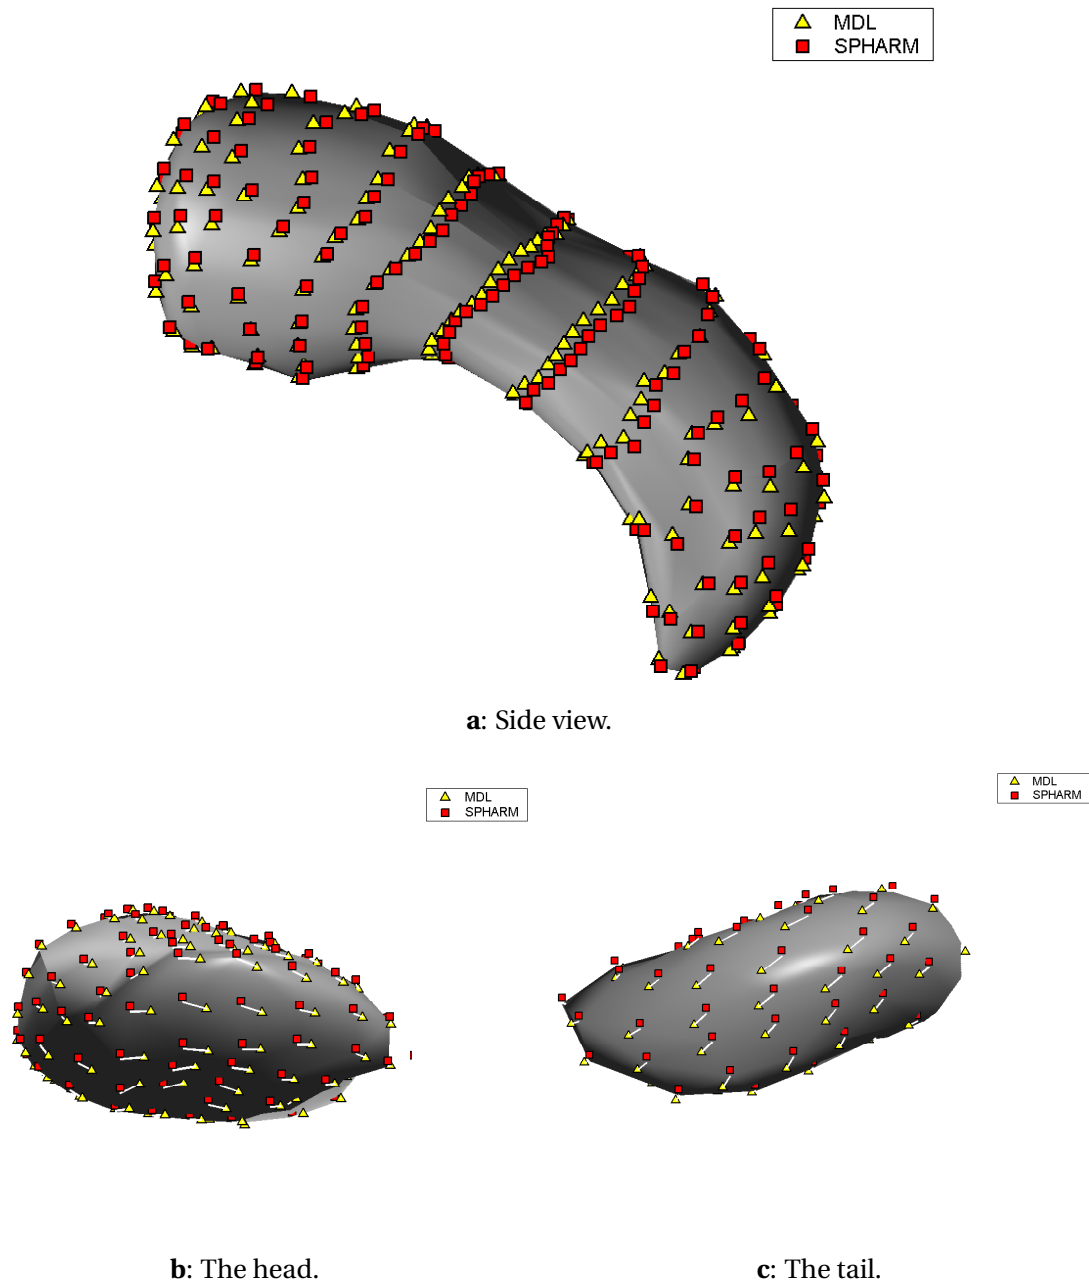 MDL
SPHARM
a: Side view.
MDL
SPHARM
MDL
SPHARM
b: The head.
c: The tail.